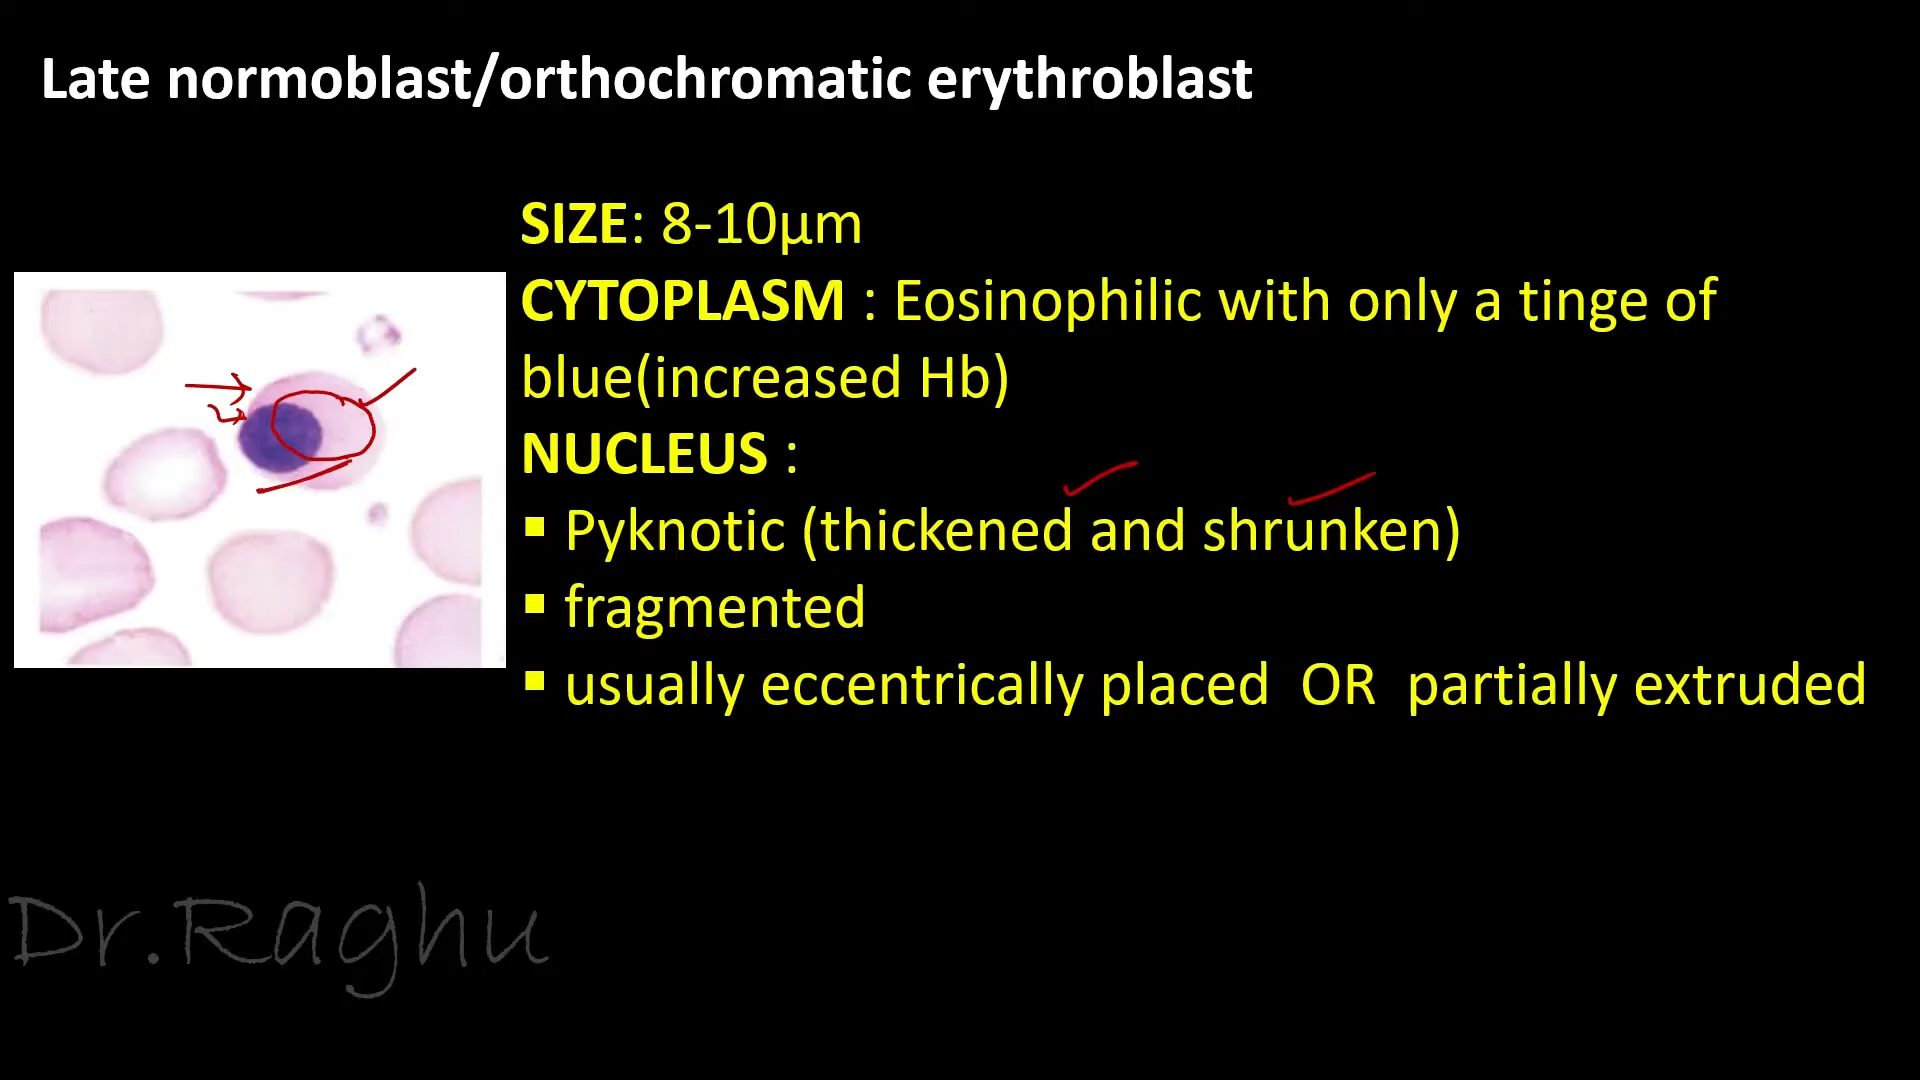 Late normoblast/orthochromatic erythroblast
SIZE: 8-10µm
CYTOPLASM : Eosinophilic with only a tinge of
blue(increased Hb)
NUCLEUS :
▪ Pyknotic (thickened and shrunken)
▪ fragmented
▪ usually eccentrically placed OR partially extruded
Dr.Raghu